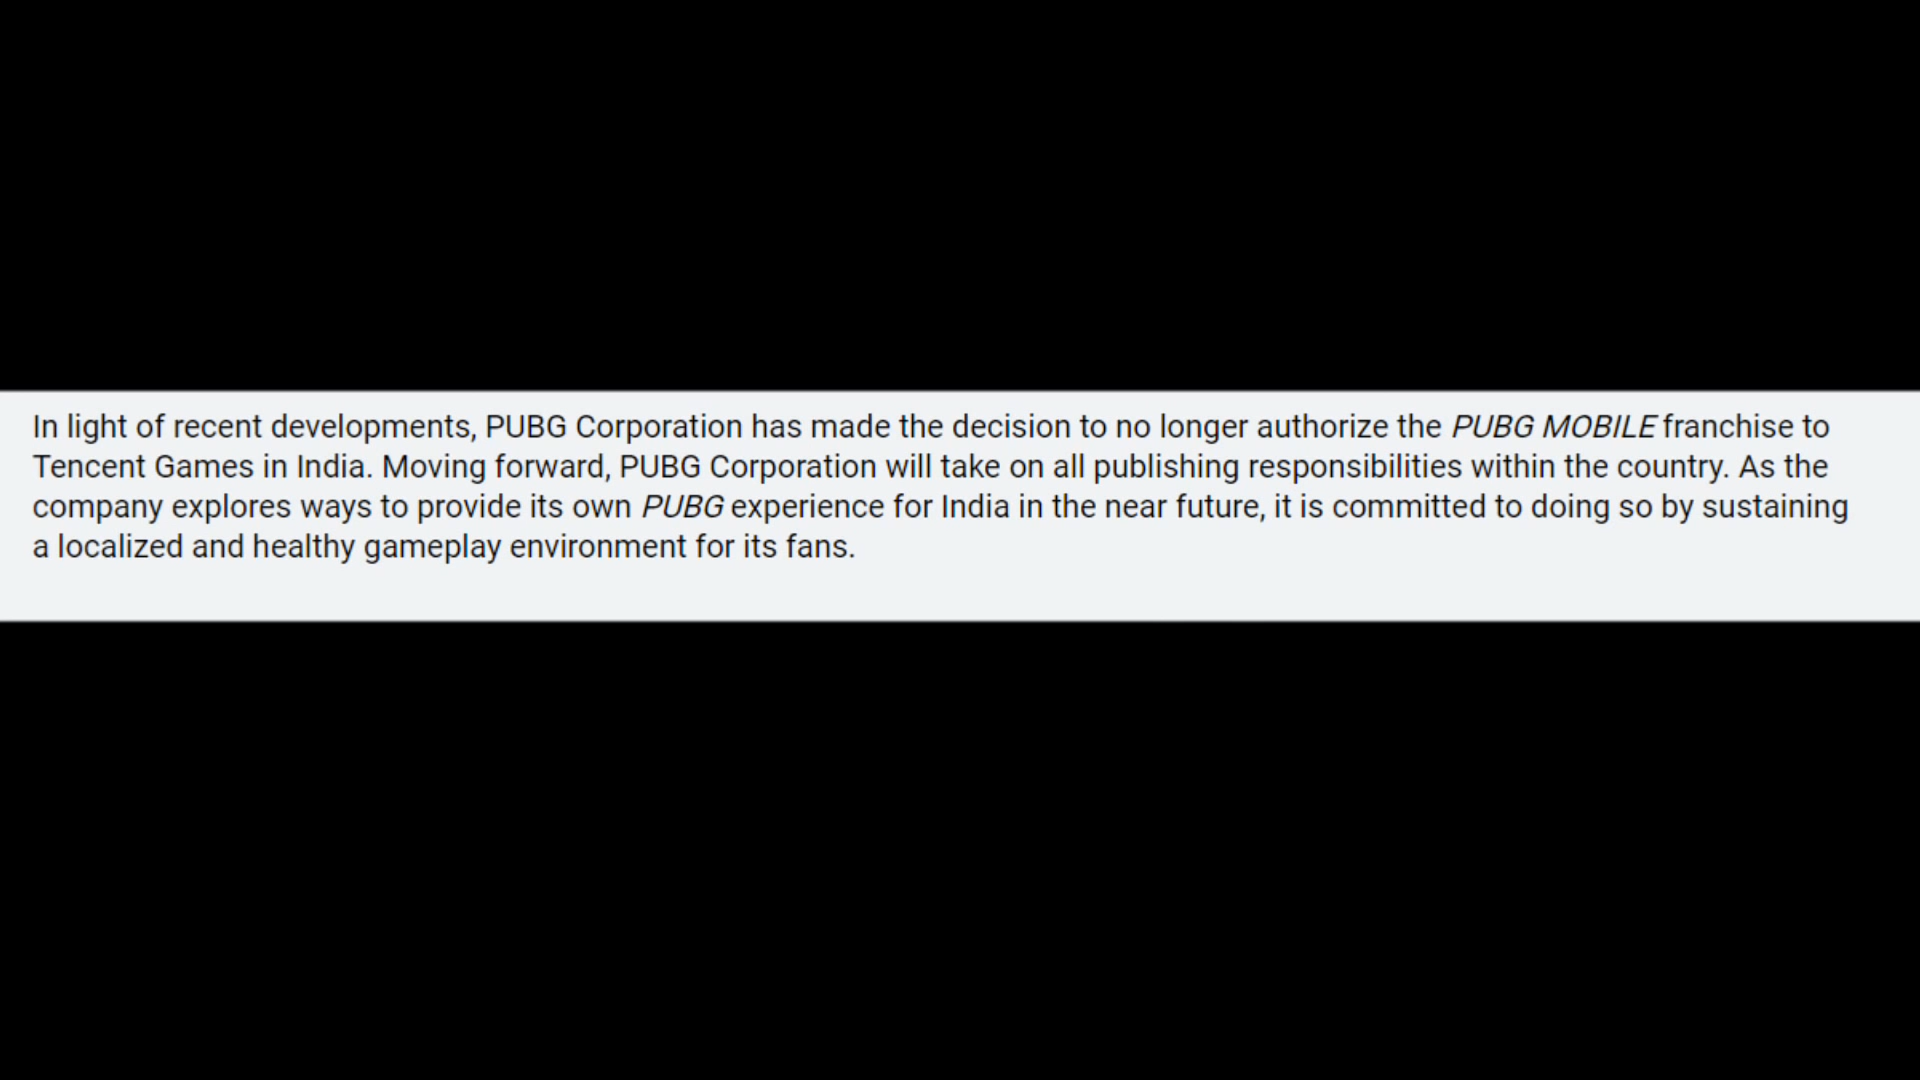 In light of recent developments, PUBG Corporation has made the decision to no longer authorize the PUBG MOBILE franchise to
Tencent Games in India. Moving forward, PUBG Corporation will take on all publishing responsibilities within the country. As the
company explores ways to provide its own PUBG experience for India in the near future, it is committed to doing so by sustaining
a localized and healthy gameplay environment for its fans.